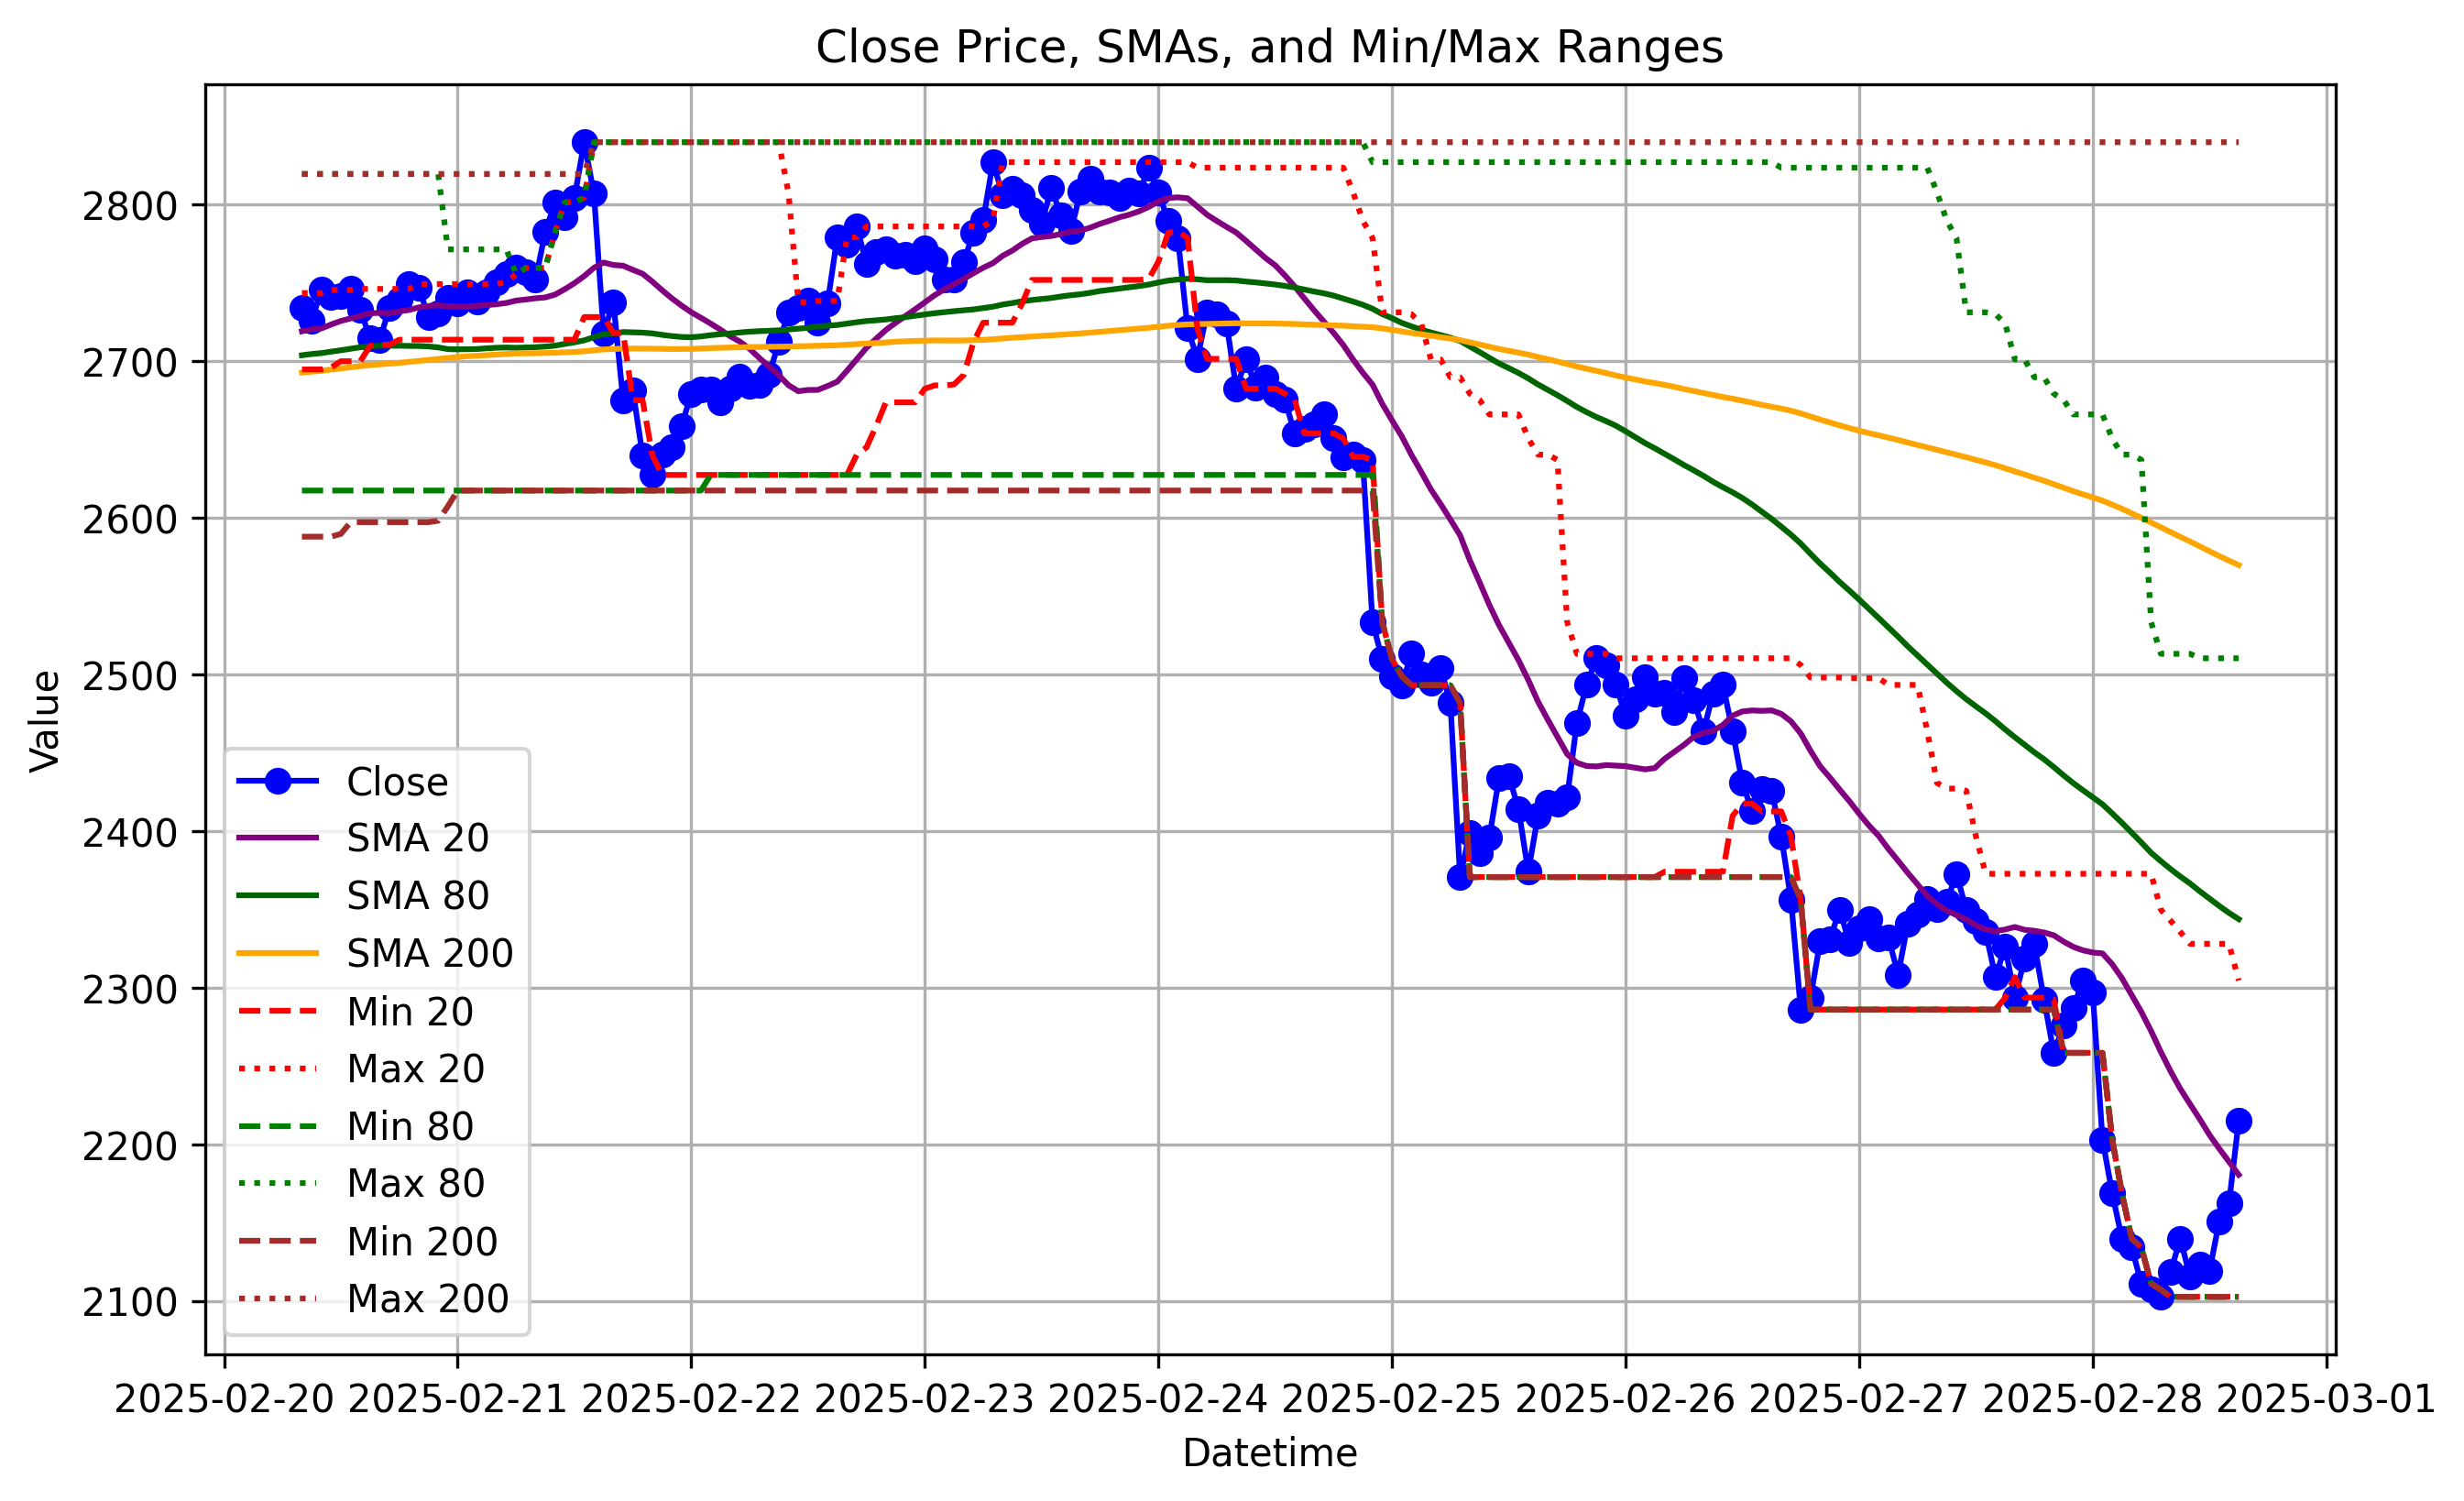 Close Price, SMAs, and Min/Max Ranges
Value
2800
2700
2600
2500
2400
2300
2200
2100
Close
SMA 20
SMA 80
SMA 200
Min 20
Max 20
Min 80
Max 80
Min 200
Max 200
2025-02-20 2025-02-21 2025-02-22 2025-02-23 2025-02-24 2025-02-25 2025-02-26 2025-02-27 2025-02-28 2025-03-01
Datetime